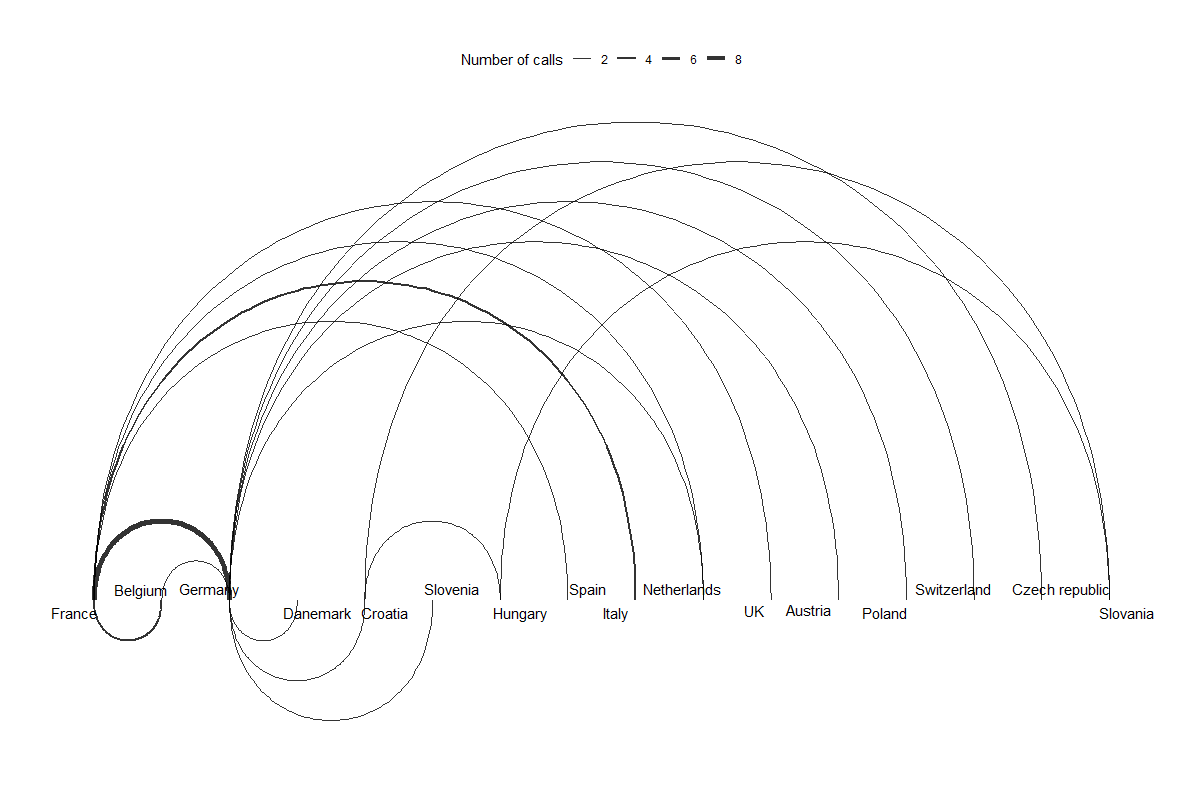 Number of calls 2 4 6 8
Belgium Germany Slovenia Spain Netherlands Switzerland Czech republic
France Danemark Croatia Hungary Italy UK Austria Poland Slovania